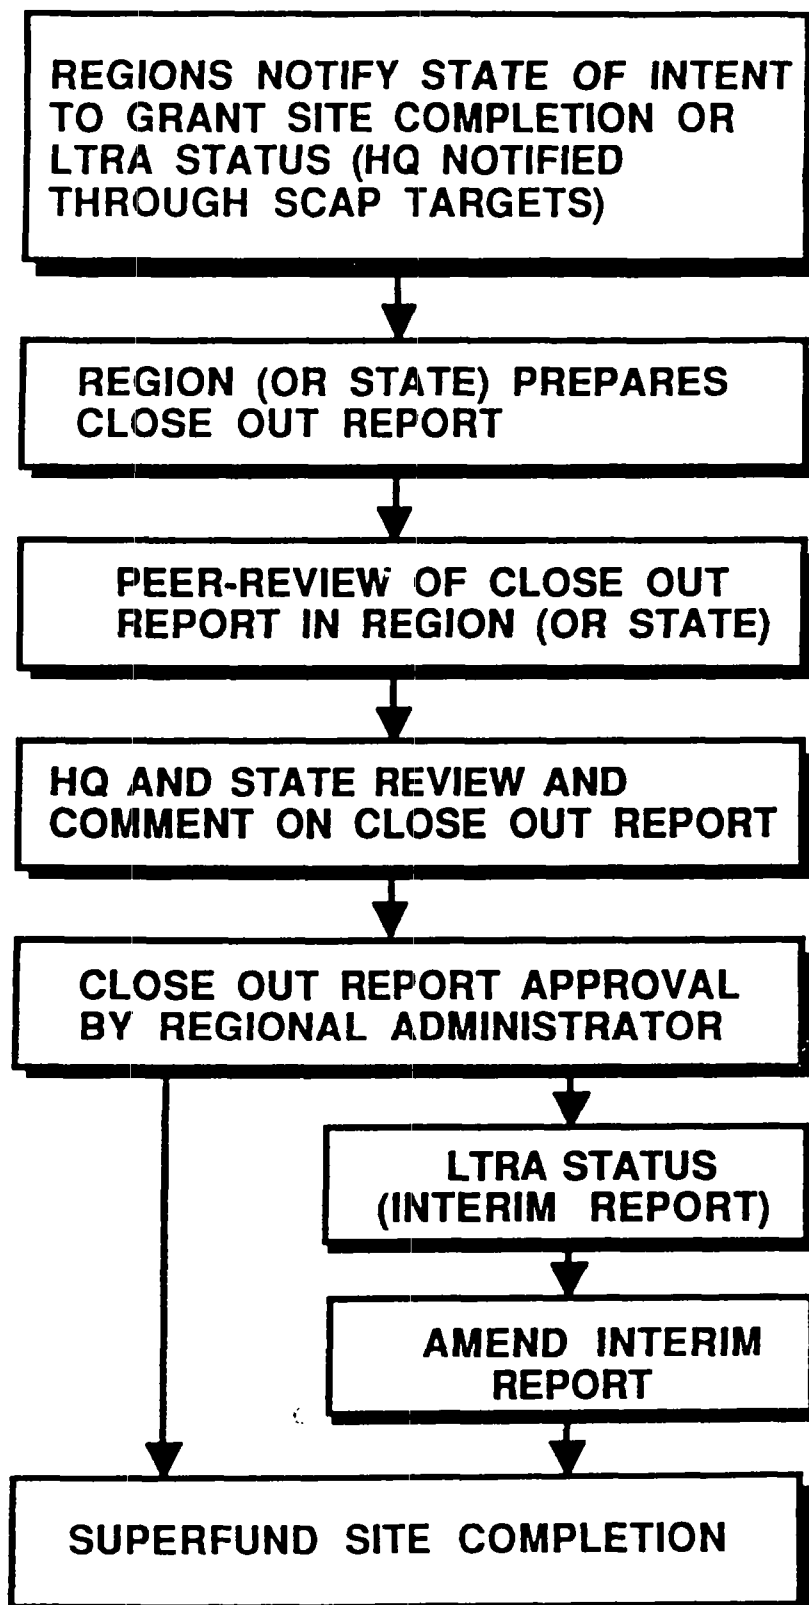 REGIONS NOTIFY STATE OF INTENT
TO GRANT SITE COMPLETION OR
LTRA STATUS (HQ NOTIFIED
THROUGH SCAP TARGETS)
REGION (OR STATE) PREPARES
CLOSE OUT REPORT
PEER-REVIEW OF CLOSE OUT
REPORT IN REGION (OR STATE)
HQ AND STATE REVIEW AND
COMMENT ON CLOSE OUT REPORT
CLOSE OUT REPORT APPROVAL
BY REGIONAL ADMINISTRATOR
LTRA STATUS
(INTERIM REPORT)
AMEND INTERIM
REPORT
SUPERFUND SITE COMPLETION